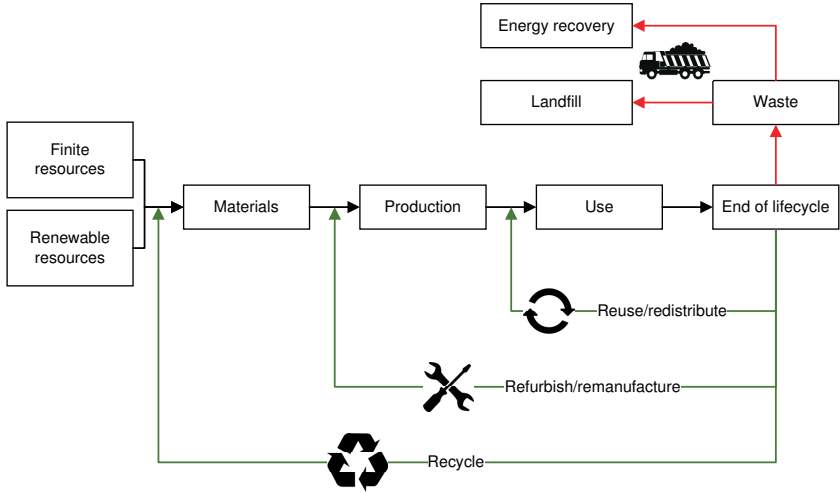 Energy recovery
Landfill
Waste
Finite
resources
Renewable
resources
Materials
Production
Use
End of lifecycle
Reuse/redistribute
Refurbish/remanufacture
Recycle